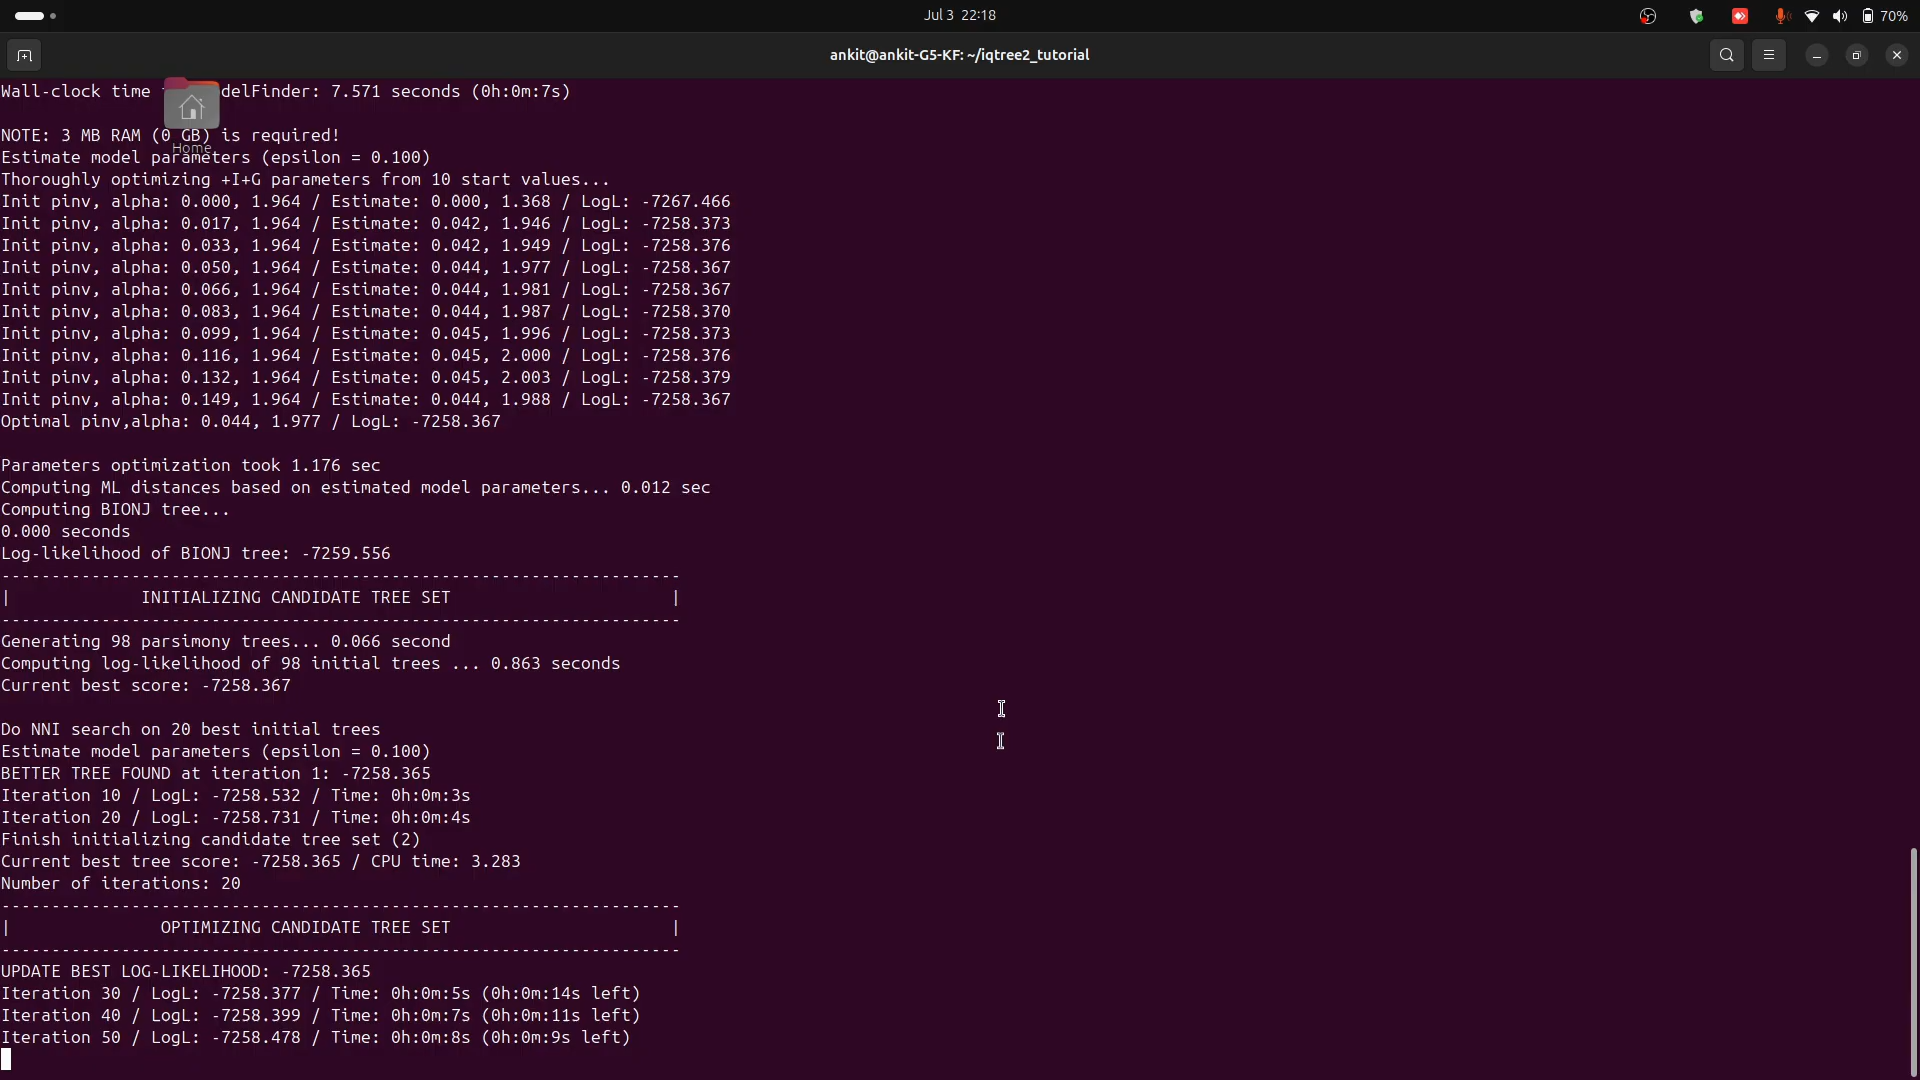 Jul 3 22:18
70%
ankit@ankit-G5-KF: ~/iqtree2_tutorial
Wall-clock time delFinder: 7.571 seconds (0h:0m:7s)
NOTE: 3 MB RAM (0 GB) is required!
Home
Estimate model parameters (epsilon = 0.100)
Thoroughly optimizing +I+G parameters from 10 start values...
Init pinv, alpha: 0.000, 1.964 / Estimate: 0.000, 1.368 / LogL: -7267.466
Init pinv, alpha: 0.017, 1.964 / Estimate: 0.042, 1.946 / LogL: -7258.373
Init pinv, alpha: 0.033, 1.964 / Estimate: 0.042, 1.949 / LogL: -7258.376
Init pinv, alpha: 0.050, 1.964 / Estimate: 0.044, 1.977 / LogL: -7258.367
Init pinv, alpha: 0.066, 1.964 / Estimate: 0.044, 1.981 / LogL: -7258.367
Init pinv, alpha: 0.083, 1.964 / Estimate: 0.044, 1.987 / LogL: -7258.370
Init pinv, alpha: 0.099, 1.964 / Estimate: 0.045, 1.996 / LogL: -7258.373
Init pinv, alpha: 0.116, 1.964 / Estimate: 0.045, 2.000 / LogL: -7258.376
Init pinv, alpha: 0.132, 1.964 / Estimate: 0.045, 2.003 / LogL: -7258.379
Init pinv, alpha: 0.149, 1.964 / Estimate: 0.044, 1.988 / LogL: -7258.367
Optimal pinv,alpha: 0.044, 1.977 / LogL: -7258.367
Parameters optimization took 1.176 sec
Computing ML distances based on estimated model parameters... 0.012 sec
Computing BIONJ tree...
0.000 seconds
Log-likelihood of BIONJ tree: -7259.556
--------------------------------------------------------------------
|             INITIALIZING CANDIDATE TREE SET                      |
--------------------------------------------------------------------
Generating 98 parsimony trees... 0.066 second
Computing log-likelihood of 98 initial trees ... 0.863 seconds
Current best score: -7258.367
Do NNI search on 20 best initial trees
Estimate model parameters (epsilon = 0.100)
BETTER TREE FOUND at iteration 1: -7258.365
Iteration 10 / LogL: -7258.532 / Time: 0h:0m:3s
Iteration 20 / LogL: -7258.731 / Time: 0h:0m:4s
Finish initializing candidate tree set (2)
Current best tree score: -7258.365 / CPU time: 3.283
Number of iterations: 20
--------------------------------------------------------------------
|               OPTIMIZING CANDIDATE TREE SET                      |
--------------------------------------------------------------------
UPDATE BEST LOG-LIKELIHOOD: -7258.365
Iteration 30 / LogL: -7258.377 / Time: 0h:0m:5s (0h:0m:14s left)
Iteration 40 / LogL: -7258.399 / Time: 0h:0m:7s (0h:0m:11s left)
Iteration 50 / LogL: -7258.478 / Time: 0h:0m:8s (0h:0m:9s left)